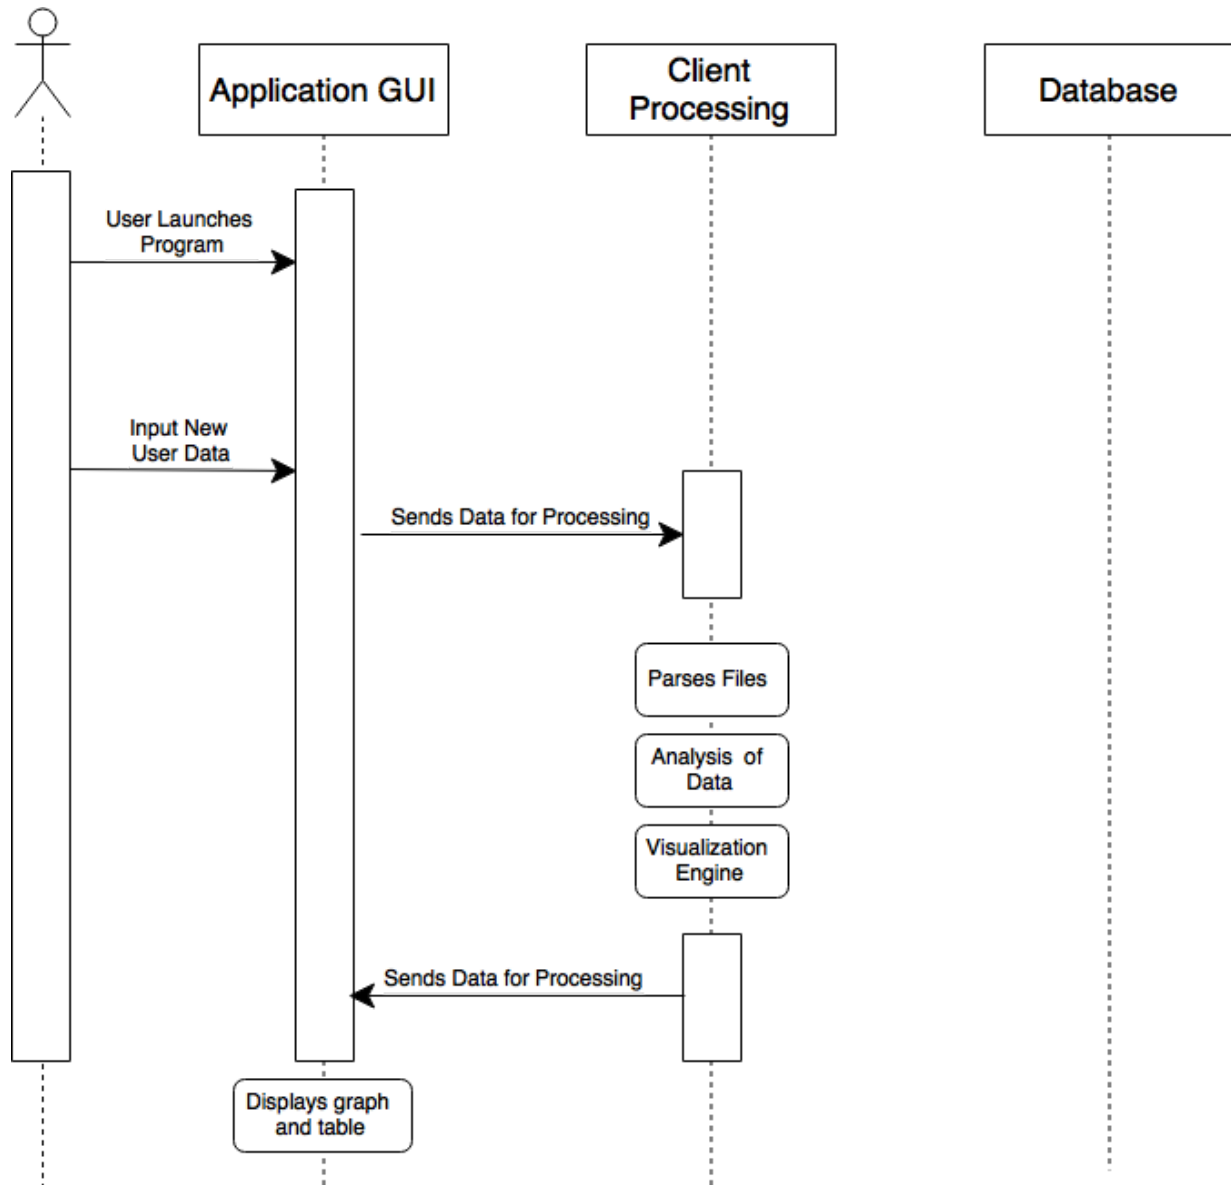 Application GUI
Client
Processing
Database
User Launches
Program
Input New
User Data
Sends Data for Processing
Parses Files
Analysis of
Data
Visualization
Engine
Sends Data for Processing
Displays graph
and table